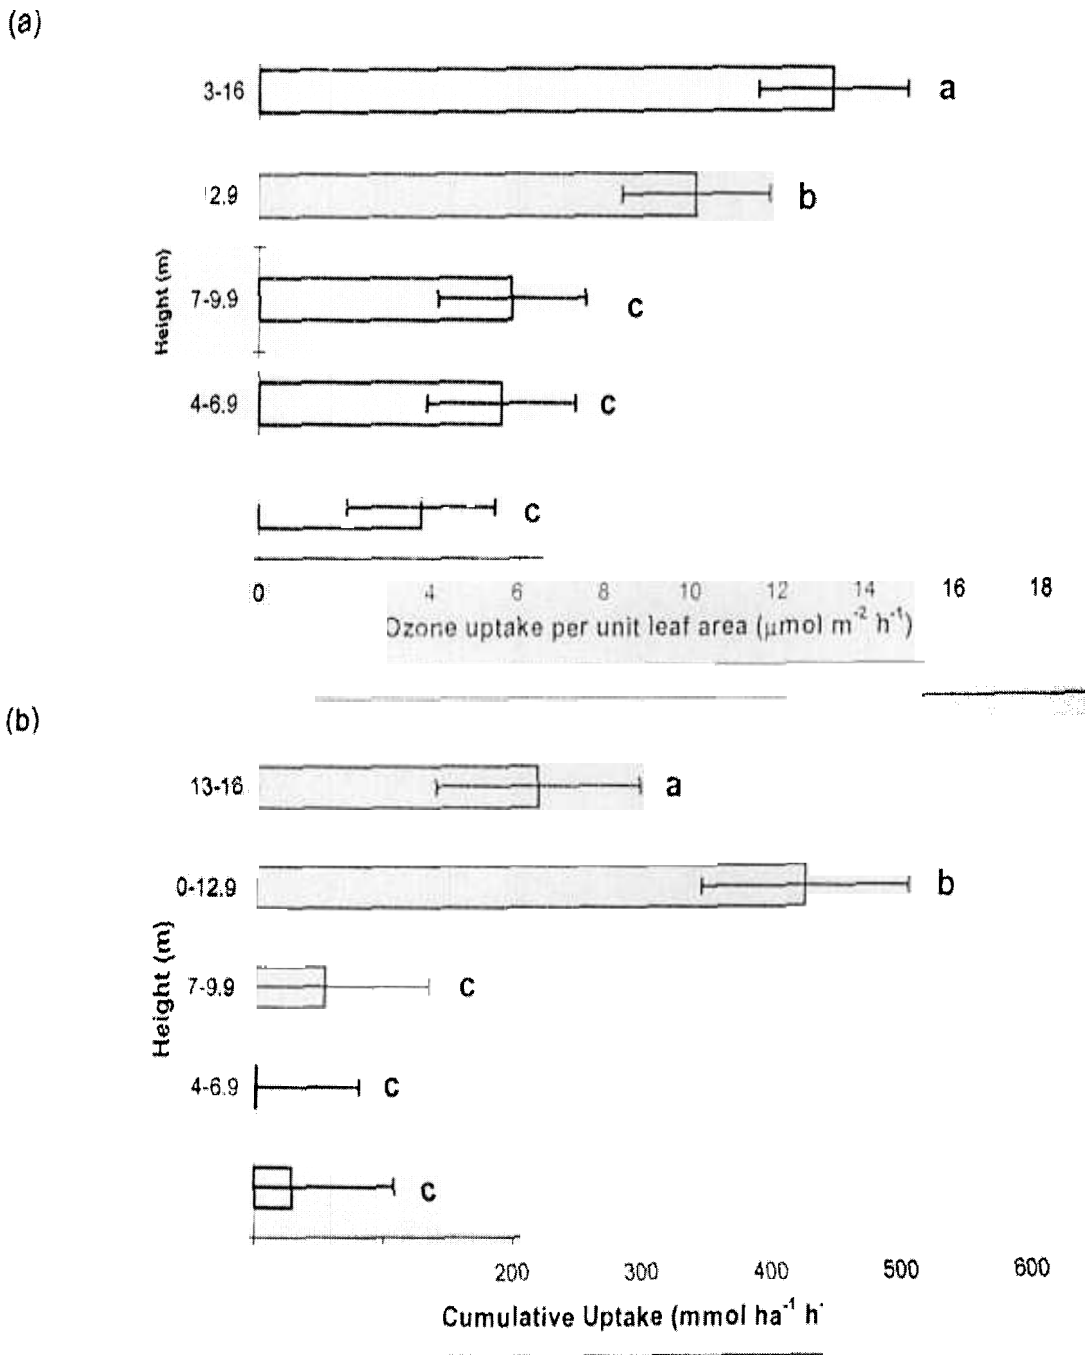 (a)
3-16
a
12.9
b
7-9.9
c
Height (m)
4-6.9
c
c
0 4 6 8 10 12 14 16 18
Ozone uptake per unit leaf area (μmol m⁻² h⁻¹)
(b)
13-16
a
0-12.9
b
7-9.9
c
Height (m)
4-6.9
c
c
200 300 400 500 600
Cumulative Uptake (mmol ha⁻¹ h⁻